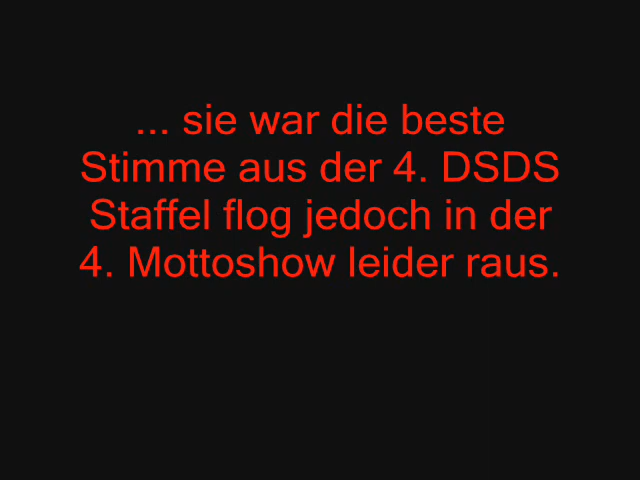 ... sie war die beste
Stimme aus der 4. DSDS
Staffel flog jedoch in der
4. Mottoshow leider raus.